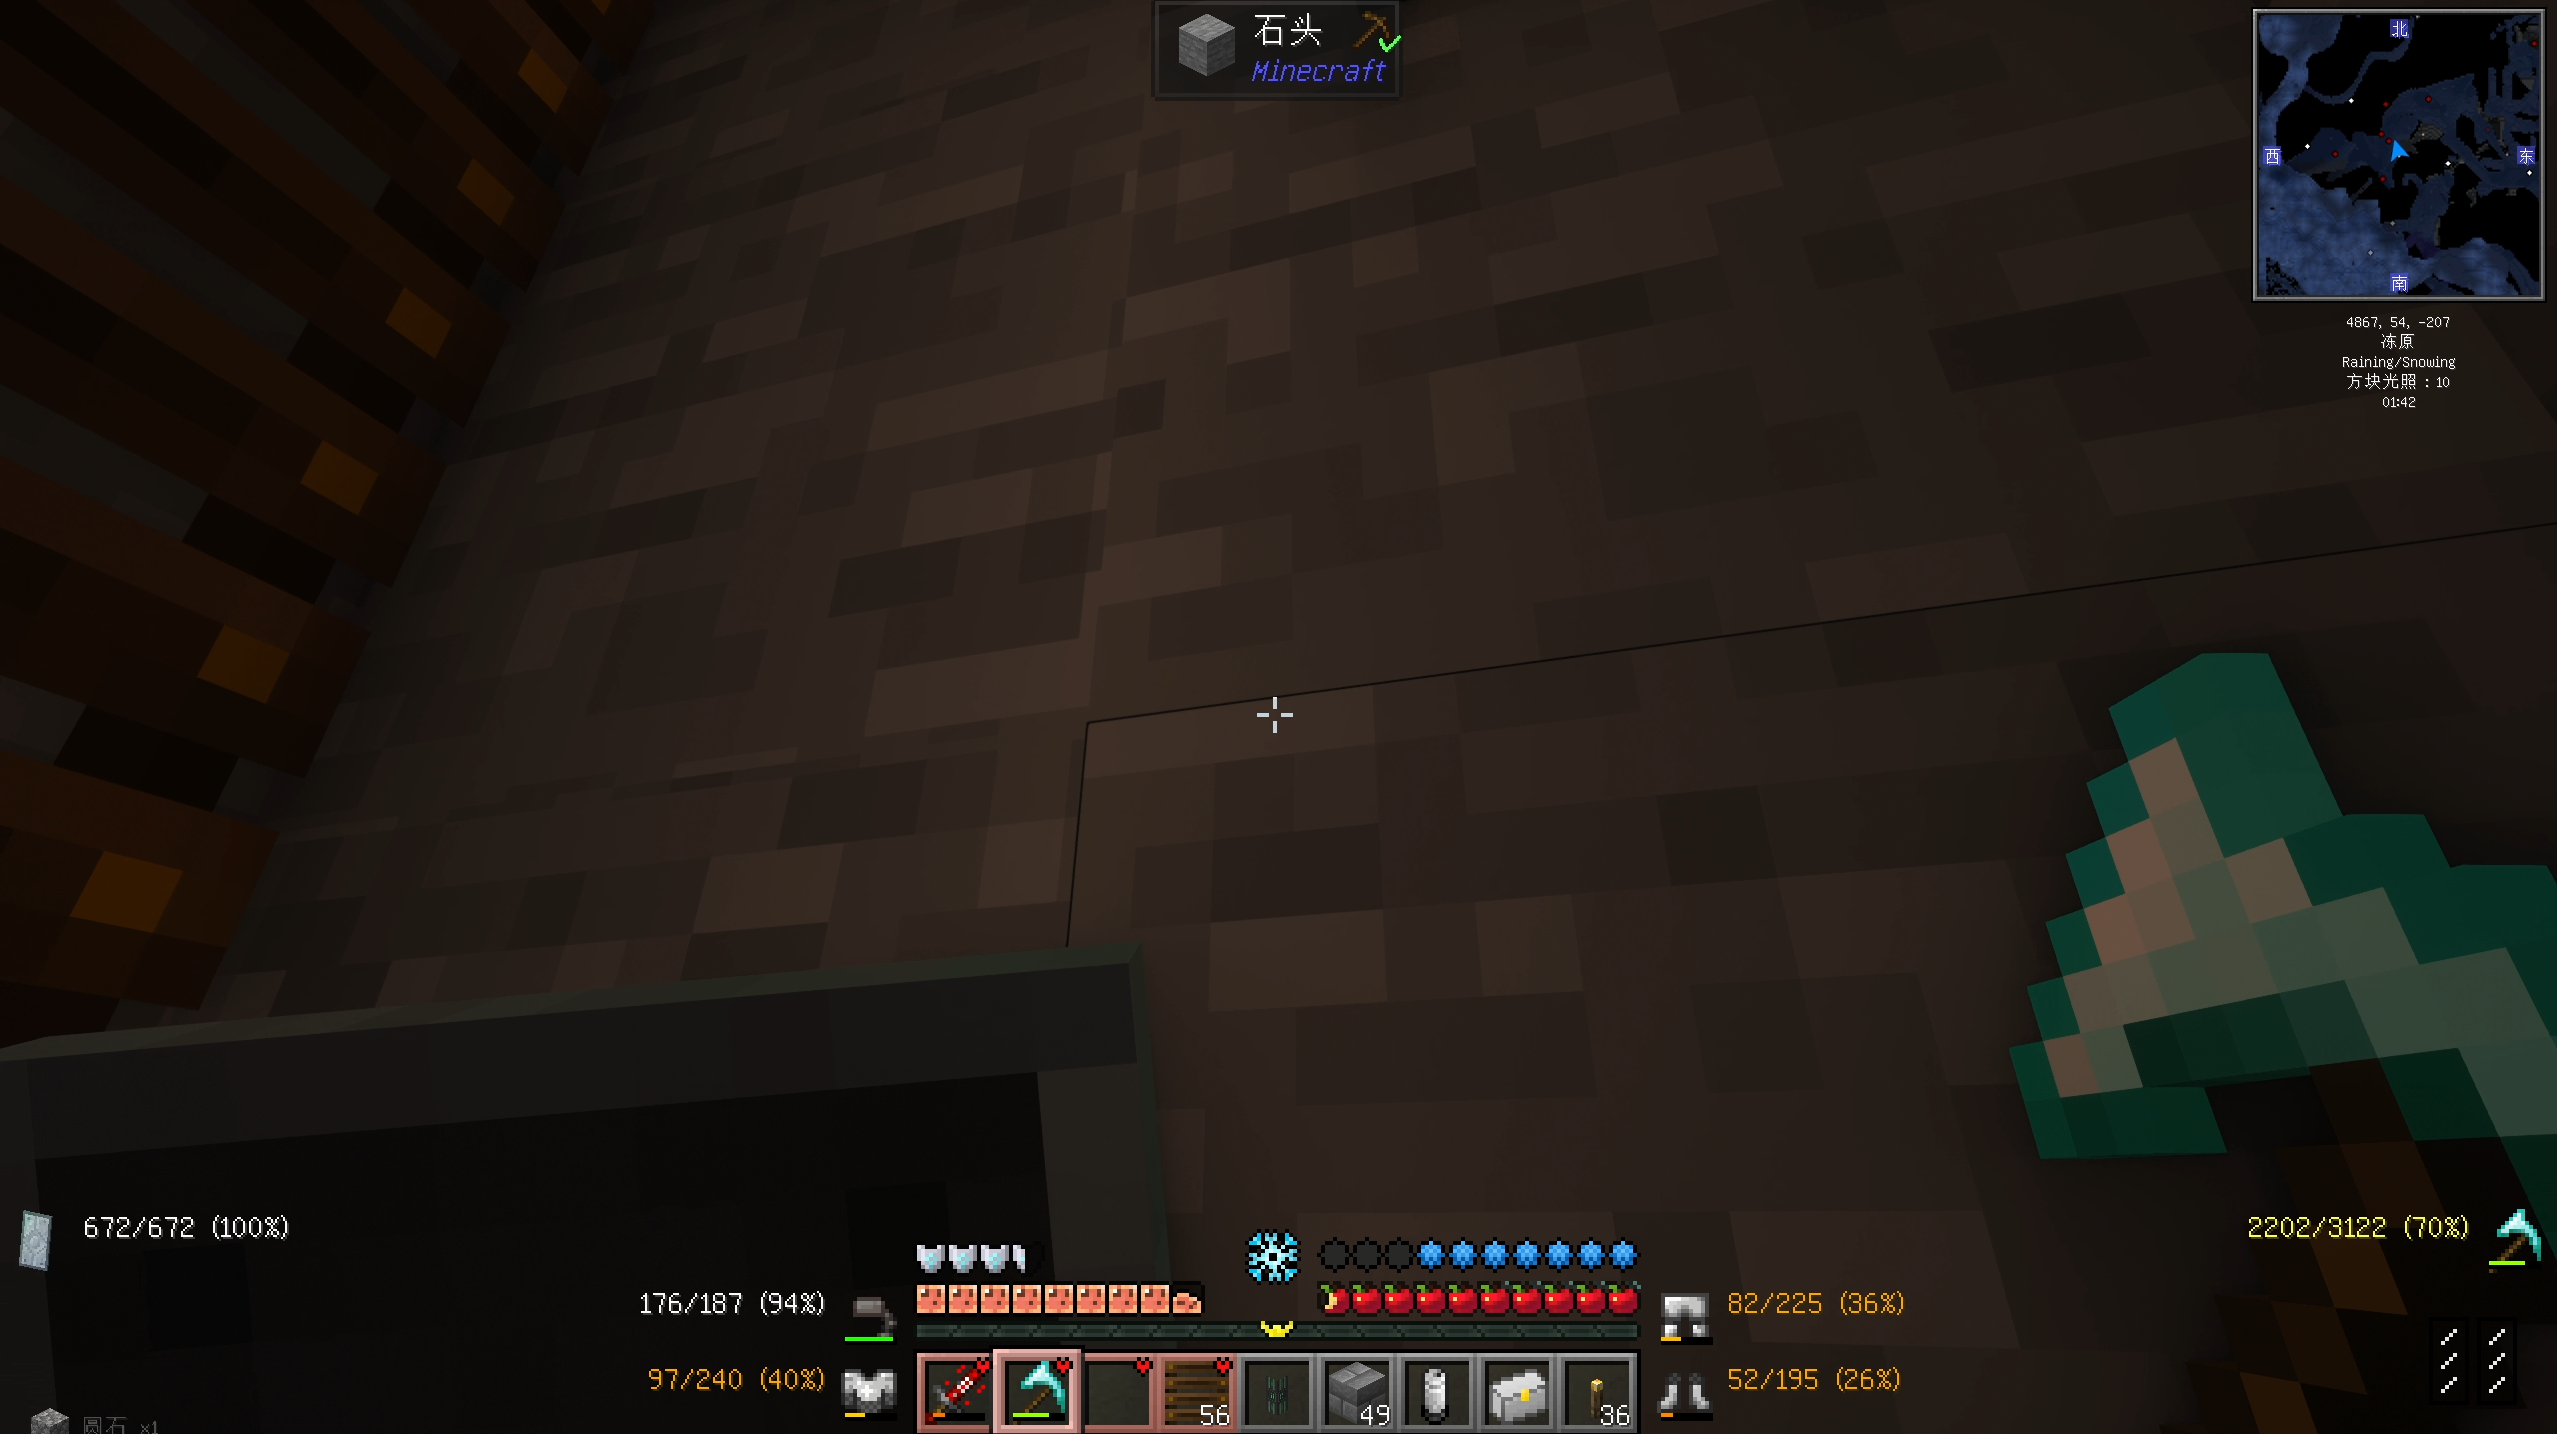 石头
Minecraft
北
西
东
南
4867, 54, -207
冻原
Raining/Snowing
方块光照 : 10
01:42
672/672 (100%)
2202/3122 (70%)
176/187 (94%)
82/225 (36%)
97/240 (40%)
52/195 (26%)
56
49
36
圆石 x1